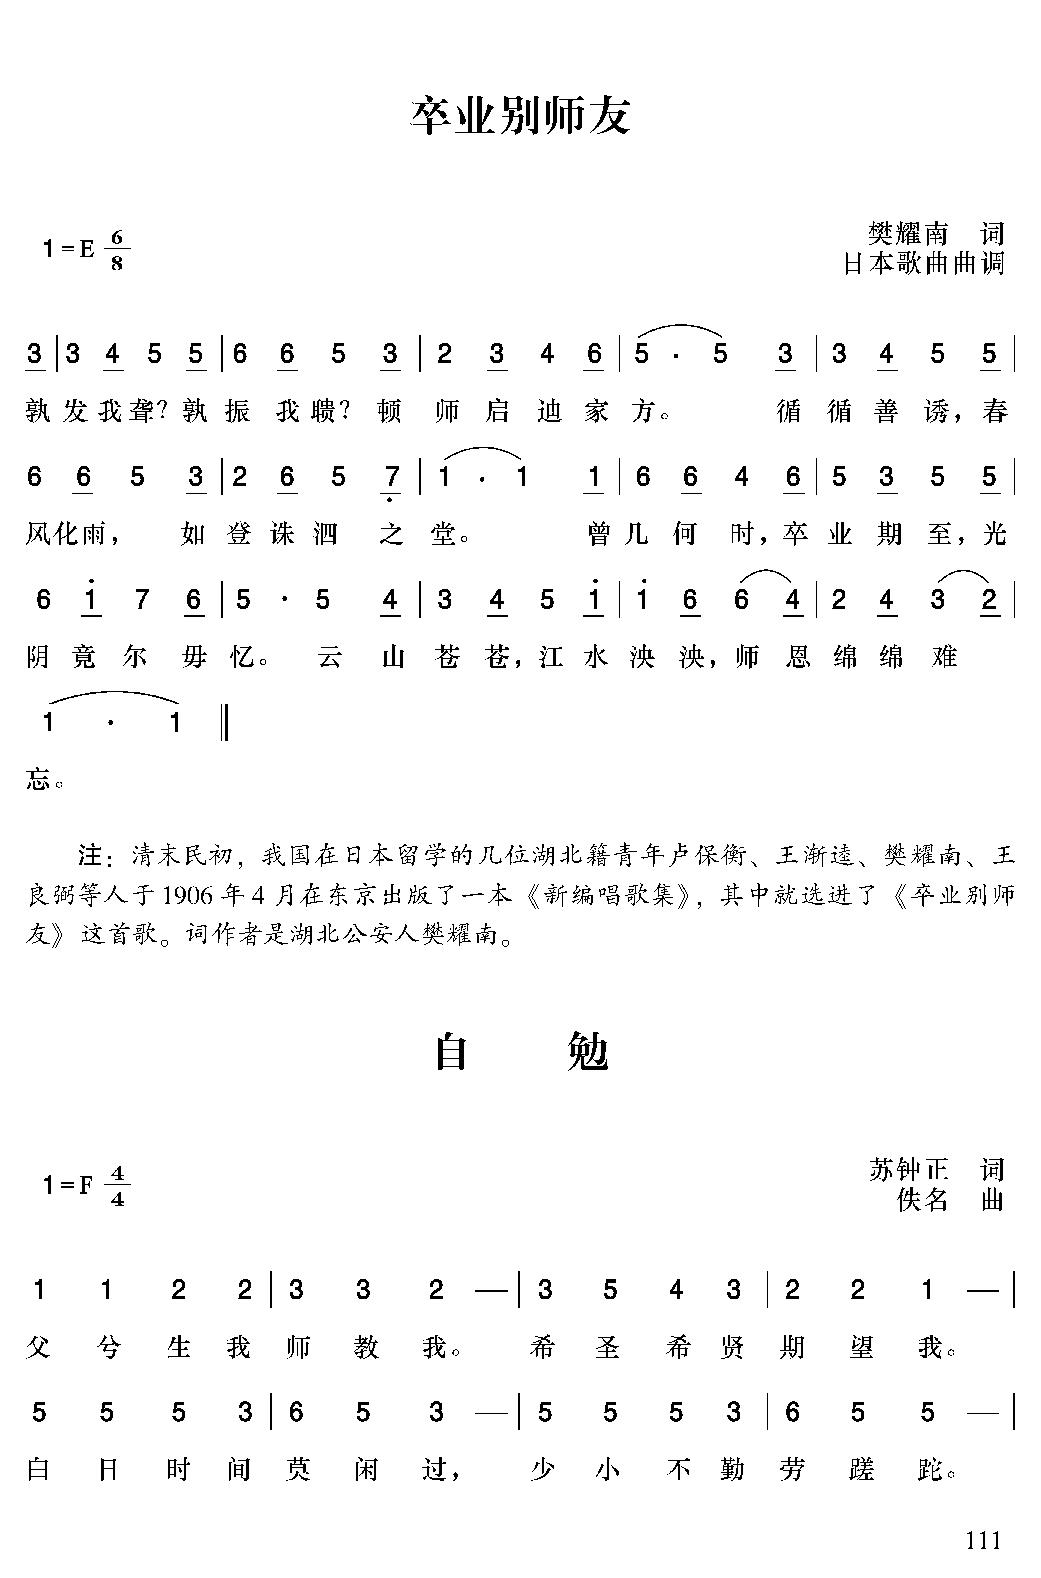 卒业别师友
1=E 6/8
樊耀南 词
日本歌曲曲调
3 | 3 4 5 5 | 6 6 5 3 | 2 3 4 6 | 5 · 5 3 | 3 4 5 5 |
孰发我聋？孰振我聩？顿师启迪家方。循循善诱，春
6 6 5 3 | 2 6 5 7 | 1 · 1 1 | 6 6 4 6 | 5 3 5 5 |
风化雨，如登诛泗之堂。曾几何时，卒业期至，光
6 1 7 6 | 5 · 5 4 | 3 4 5 1 | 1 6 6 4 | 2 4 3 2 |
阴竟尔毋忆。云山苍苍，江水泱泱，师恩绵绵难
1 · 1 ‖
忘。
注：清末民初，我国在日本留学的几位湖北籍青年卢保衡、王渐逵、樊耀南、王
良弼等人于1906年4月在东京出版了一本《新编唱歌集》，其中就选进了《卒业别师
友》这首歌。词作者是湖北公安人樊耀南。
自 勉
1=F 4/4
苏钟正 词
佚名 曲
1 1 2 2 | 3 3 2 — | 3 5 4 3 | 2 2 1 — |
父兮生我师教我。希圣希贤期望我。
5 5 5 3 | 6 5 3 — | 5 5 5 3 | 6 5 5 — |
白日时间莫闲过，少小不勤劳蹉跎。
111